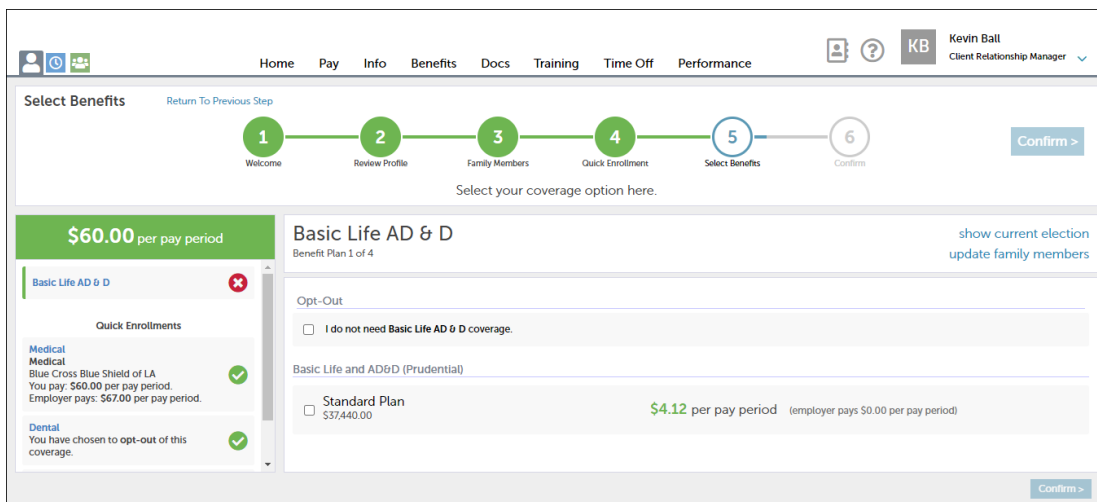 KB
Kevin Ball
Client Relationship Manager
Home Pay Info Benefits Docs Training Time Off Performance
Select Benefits
Return To Previous Step
1
2
3
4
5
6
Welcome
Review Profile
Family Members
Quick Enrollment
Select Benefits
Confirm
Confirm >
Select your coverage option here.
$60.00 per pay period
Basic Life AD & D
Quick Enrollments
Medical
Medical
Blue Cross Blue Shield of LA
You pay: $60.00 per pay period.
Employer pays: $67.00 per pay period.
Dental
You have chosen to opt-out of this
coverage.
Basic Life AD & D
Benefit Plan 1 of 4
show current election
update family members
Opt-Out
I do not need Basic Life AD & D coverage.
Basic Life and AD&D (Prudential)
Standard Plan
$37,440.00
$4.12 per pay period (employer pays $0.00 per pay period)
Confirm >